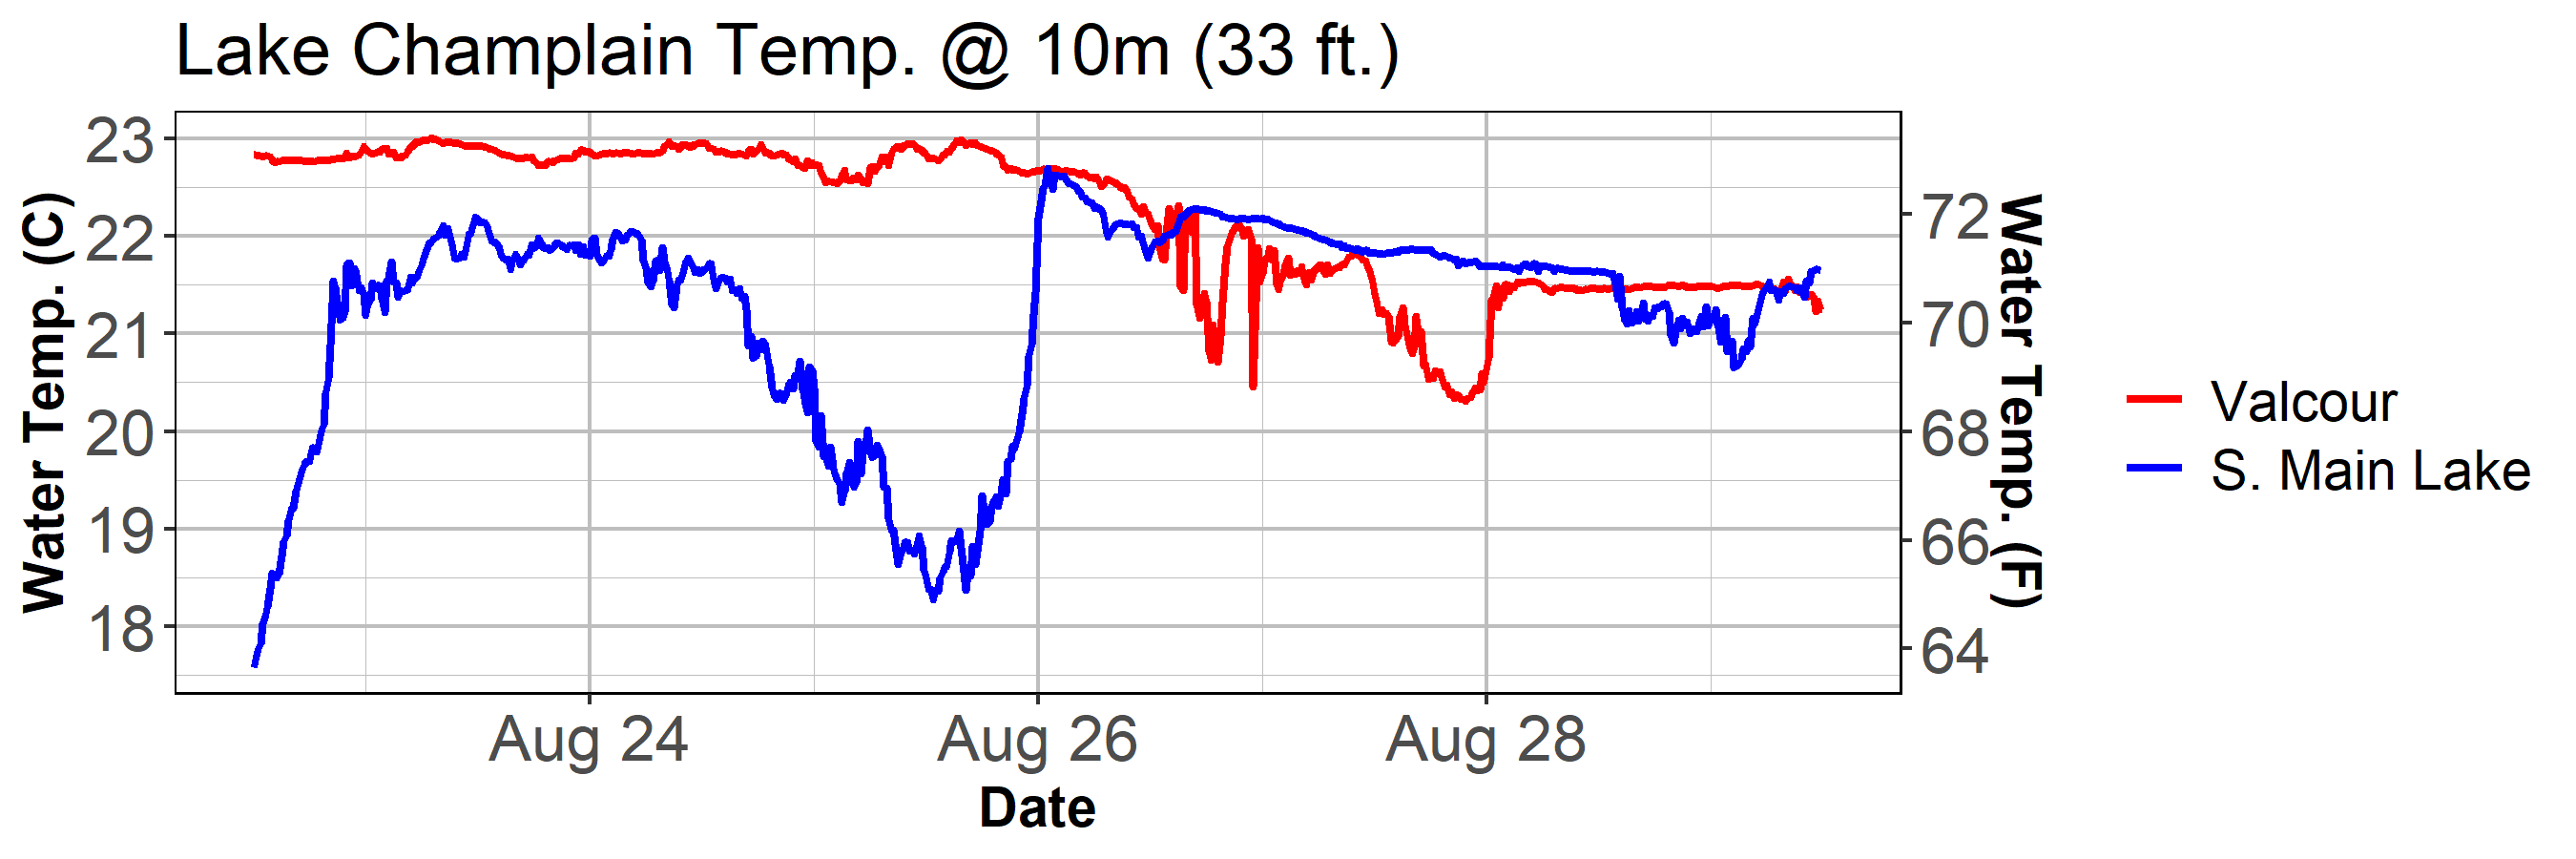 Lake Champlain Temp. @ 10m (33 ft.)
Water Temp. (C)
23
22
21
20
19
18
72
70
68
66
64
Water Temp. (F)
Aug 24
Aug 26
Aug 28
Date
Valcour
S. Main Lake